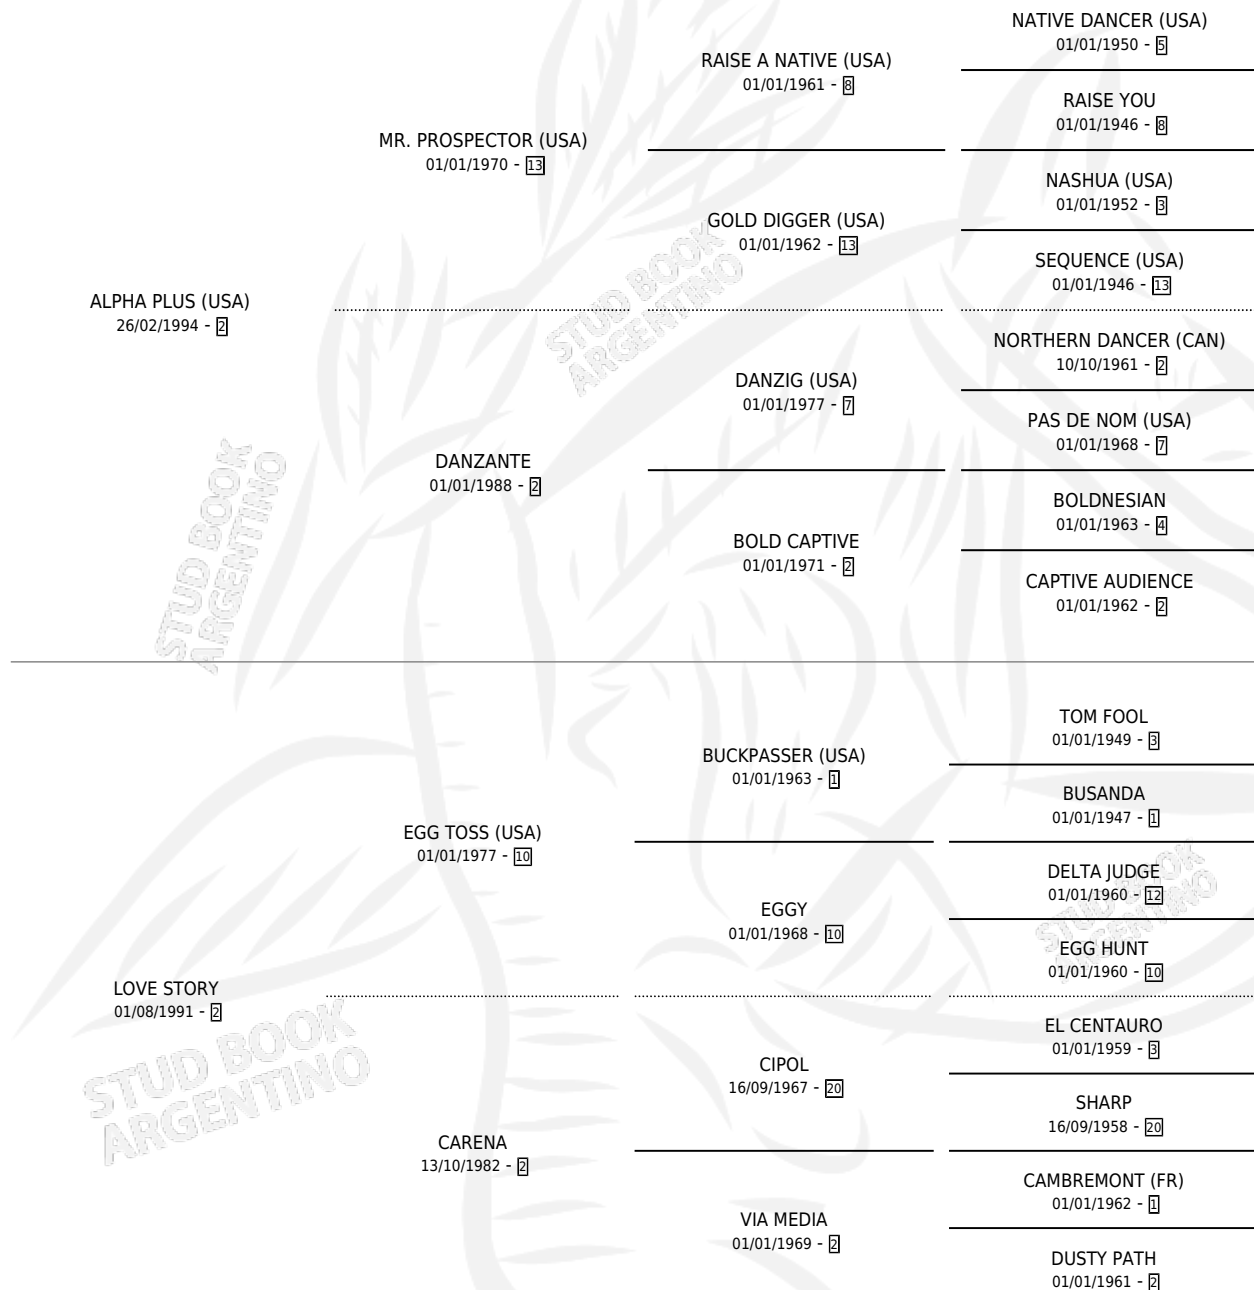 NATIVE DANCER (USA)
01/01/1950 - 5
RAISE A NATIVE (USA)
01/01/1961 - 8
RAISE YOU
01/01/1946 - 8
MR. PROSPECTOR (USA)
01/01/1970 - 13
NASHUA (USA)
01/01/1952 - 3
GOLD DIGGER (USA)
01/01/1962 - 13
SEQUENCE (USA)
01/01/1946 - 13
STUD BOOK
ARGENTINO
ALPHA PLUS (USA)
26/02/1994 - 2
NORTHERN DANCER (CAN)
10/10/1961 - 2
DANZIG (USA)
01/01/1977 - 7
PAS DE NOM (USA)
01/01/1968 - 7
DANZANTE
01/01/1988 - 2
BOLDNESIAN
01/01/1963 - 4
BOLD CAPTIVE
01/01/1971 - 2
CAPTIVE AUDIENCE
01/01/1962 - 2
STUD BOOK
ARGENTINO
TOM FOOL
01/01/1949 - 3
BUCKPASSER (USA)
01/01/1963 - 1
BUSANDA
01/01/1947 - 1
EGG TOSS (USA)
01/01/1977 - 10
DELTA JUDGE
01/01/1960 - 12
EGGY
01/01/1968 - 10
STUD BOOK
ARGENTINO
EGG HUNT
01/01/1960 - 10
LOVE STORY
01/08/1991 - 2
EL CENTAURO
01/01/1959 - 3
CIPOL
16/09/1967 - 20
SHARP
16/09/1958 - 20
STUD BOOK
ARGENTINO
CARENA
13/10/1982 - 2
CAMBREMONT (FR)
01/01/1962 - 1
VIA MEDIA
01/01/1969 - 2
DUSTY PATH
01/01/1961 - 2